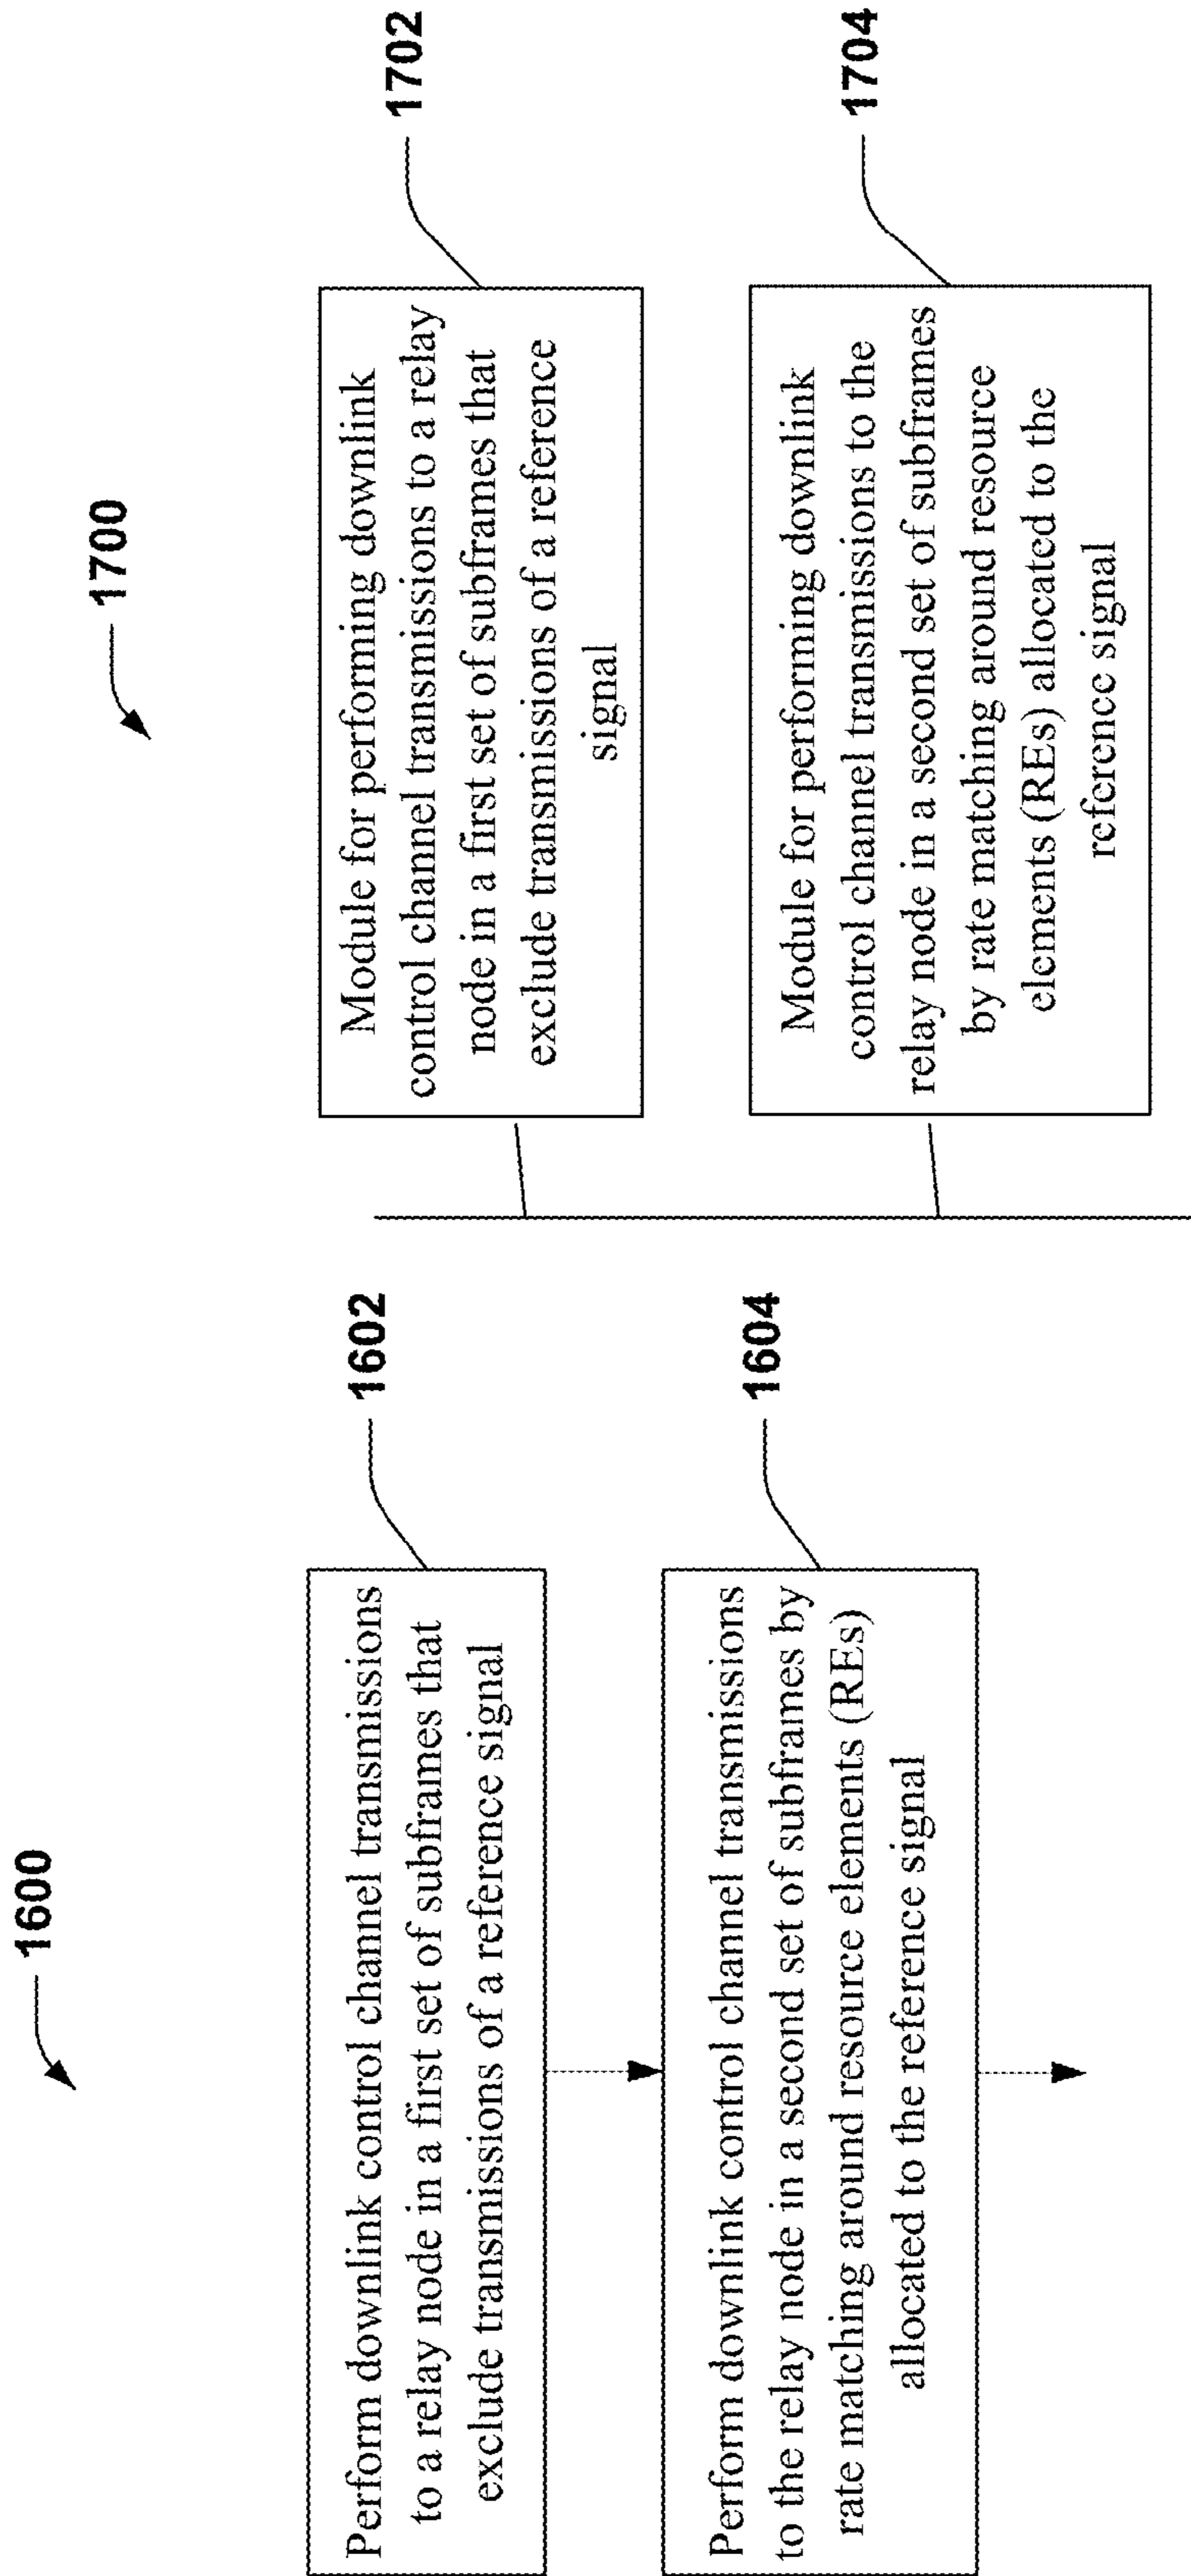 1600
Perform downlink control channel transmissions
to a relay node in a first set of subframes that
exclude transmissions of a reference signal
1602
Perform downlink control channel transmissions
to the relay node in a second set of subframes by
rate matching around resource elements (REs)
allocated to the reference signal
1604
1700
Module for performing downlink
control channel transmissions to a relay
node in a first set of subframes that
exclude transmissions of a reference
signal
1702
Module for performing downlink
control channel transmissions to the
relay node in a second set of subframes
by rate matching around resource
elements (REs) allocated to the
reference signal
1704